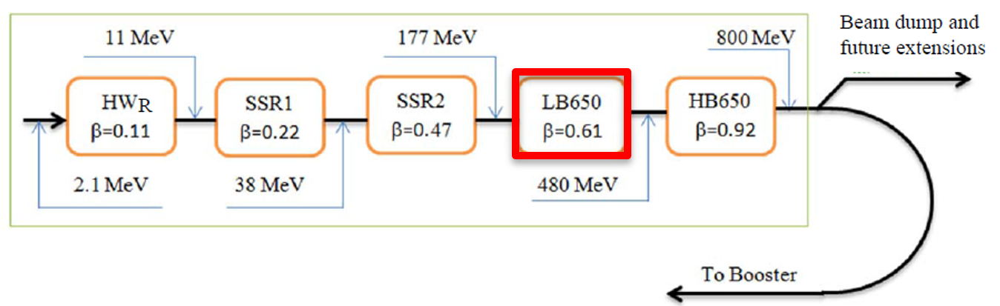 11 MeV
177 MeV
800 MeV
Beam dump and
future extensions
HWR
β=0.11
SSR1
β=0.22
SSR2
β=0.47
LB650
β=0.61
HB650
β=0.92
2.1 MeV
38 MeV
480 MeV
To Booster